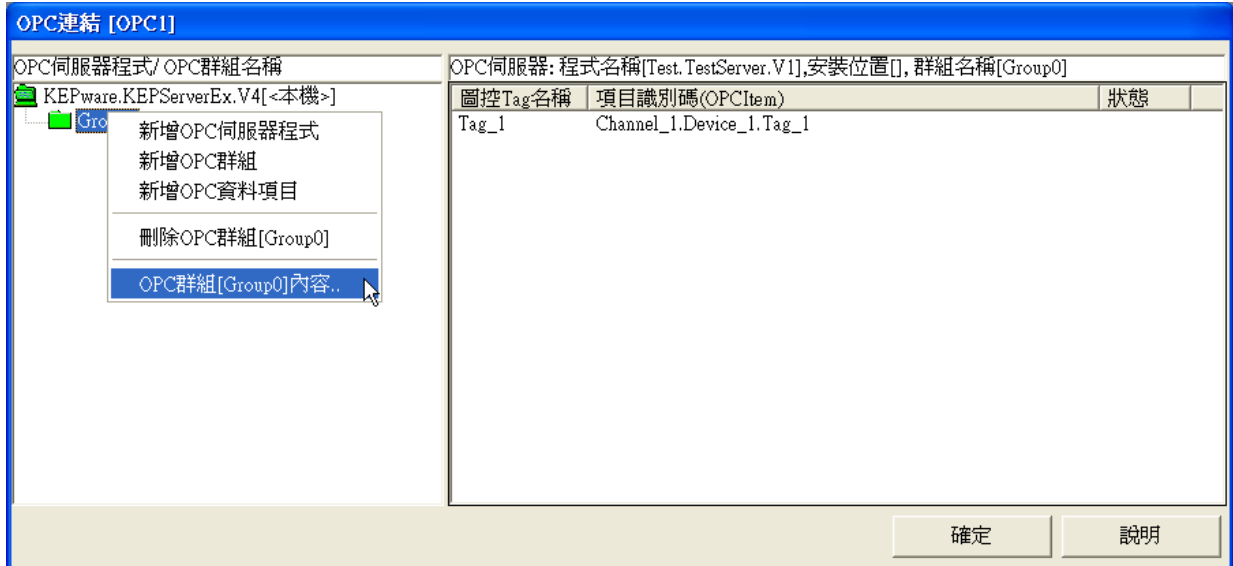 OPC連結 [OPC1]
OPC伺服器程式/ OPC群組名稱
KEPware.KEPServerEx.V4[<本機>]
Gro
新增OPC伺服器程式
新增OPC群組
新增OPC資料項目
刪除OPC群組[Group0]
OPC群組[Group0]內容..
OPC伺服器: 程式名稱[Test.TestServer.V1],安裝位置[], 群組名稱[Group0]
圖控Tag名稱 項目識別碼(OPCItem) 狀態
Tag_1 Channel_1.Device_1.Tag_1
確定 說明